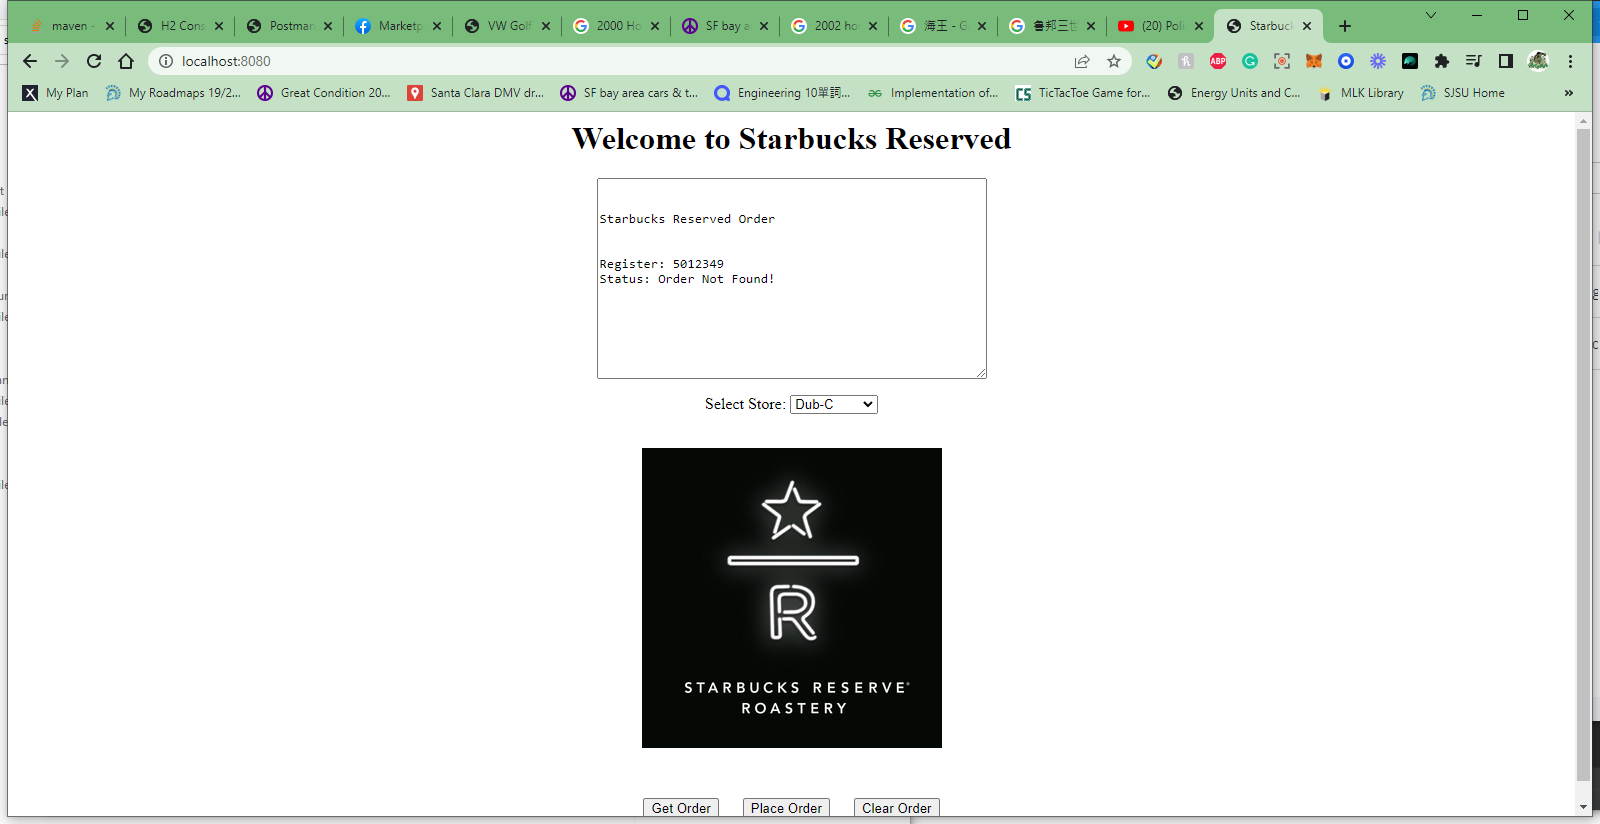 maven -
H2 Cons
Postman
Marketp
VW Golf
2000 Ho
SF bay a
2002 ho
海王 - G
魯邦三世
(20) Poli
Starbuck
localhost:8080
ABP
My Plan
My Roadmaps 19/2...
Great Condition 20...
Santa Clara DMV dr...
SF bay area cars & t...
Engineering 10單詞...
Implementation of...
TicTacToe Game for...
Energy Units and C...
MLK Library
SJSU Home
»
Welcome to Starbucks Reserved
Starbucks Reserved Order
Register: 5012349
Status: Order Not Found!
Select Store: Dub-C
R
STARBUCKS RESERVE®
ROASTERY
Get Order
Place Order
Clear Order